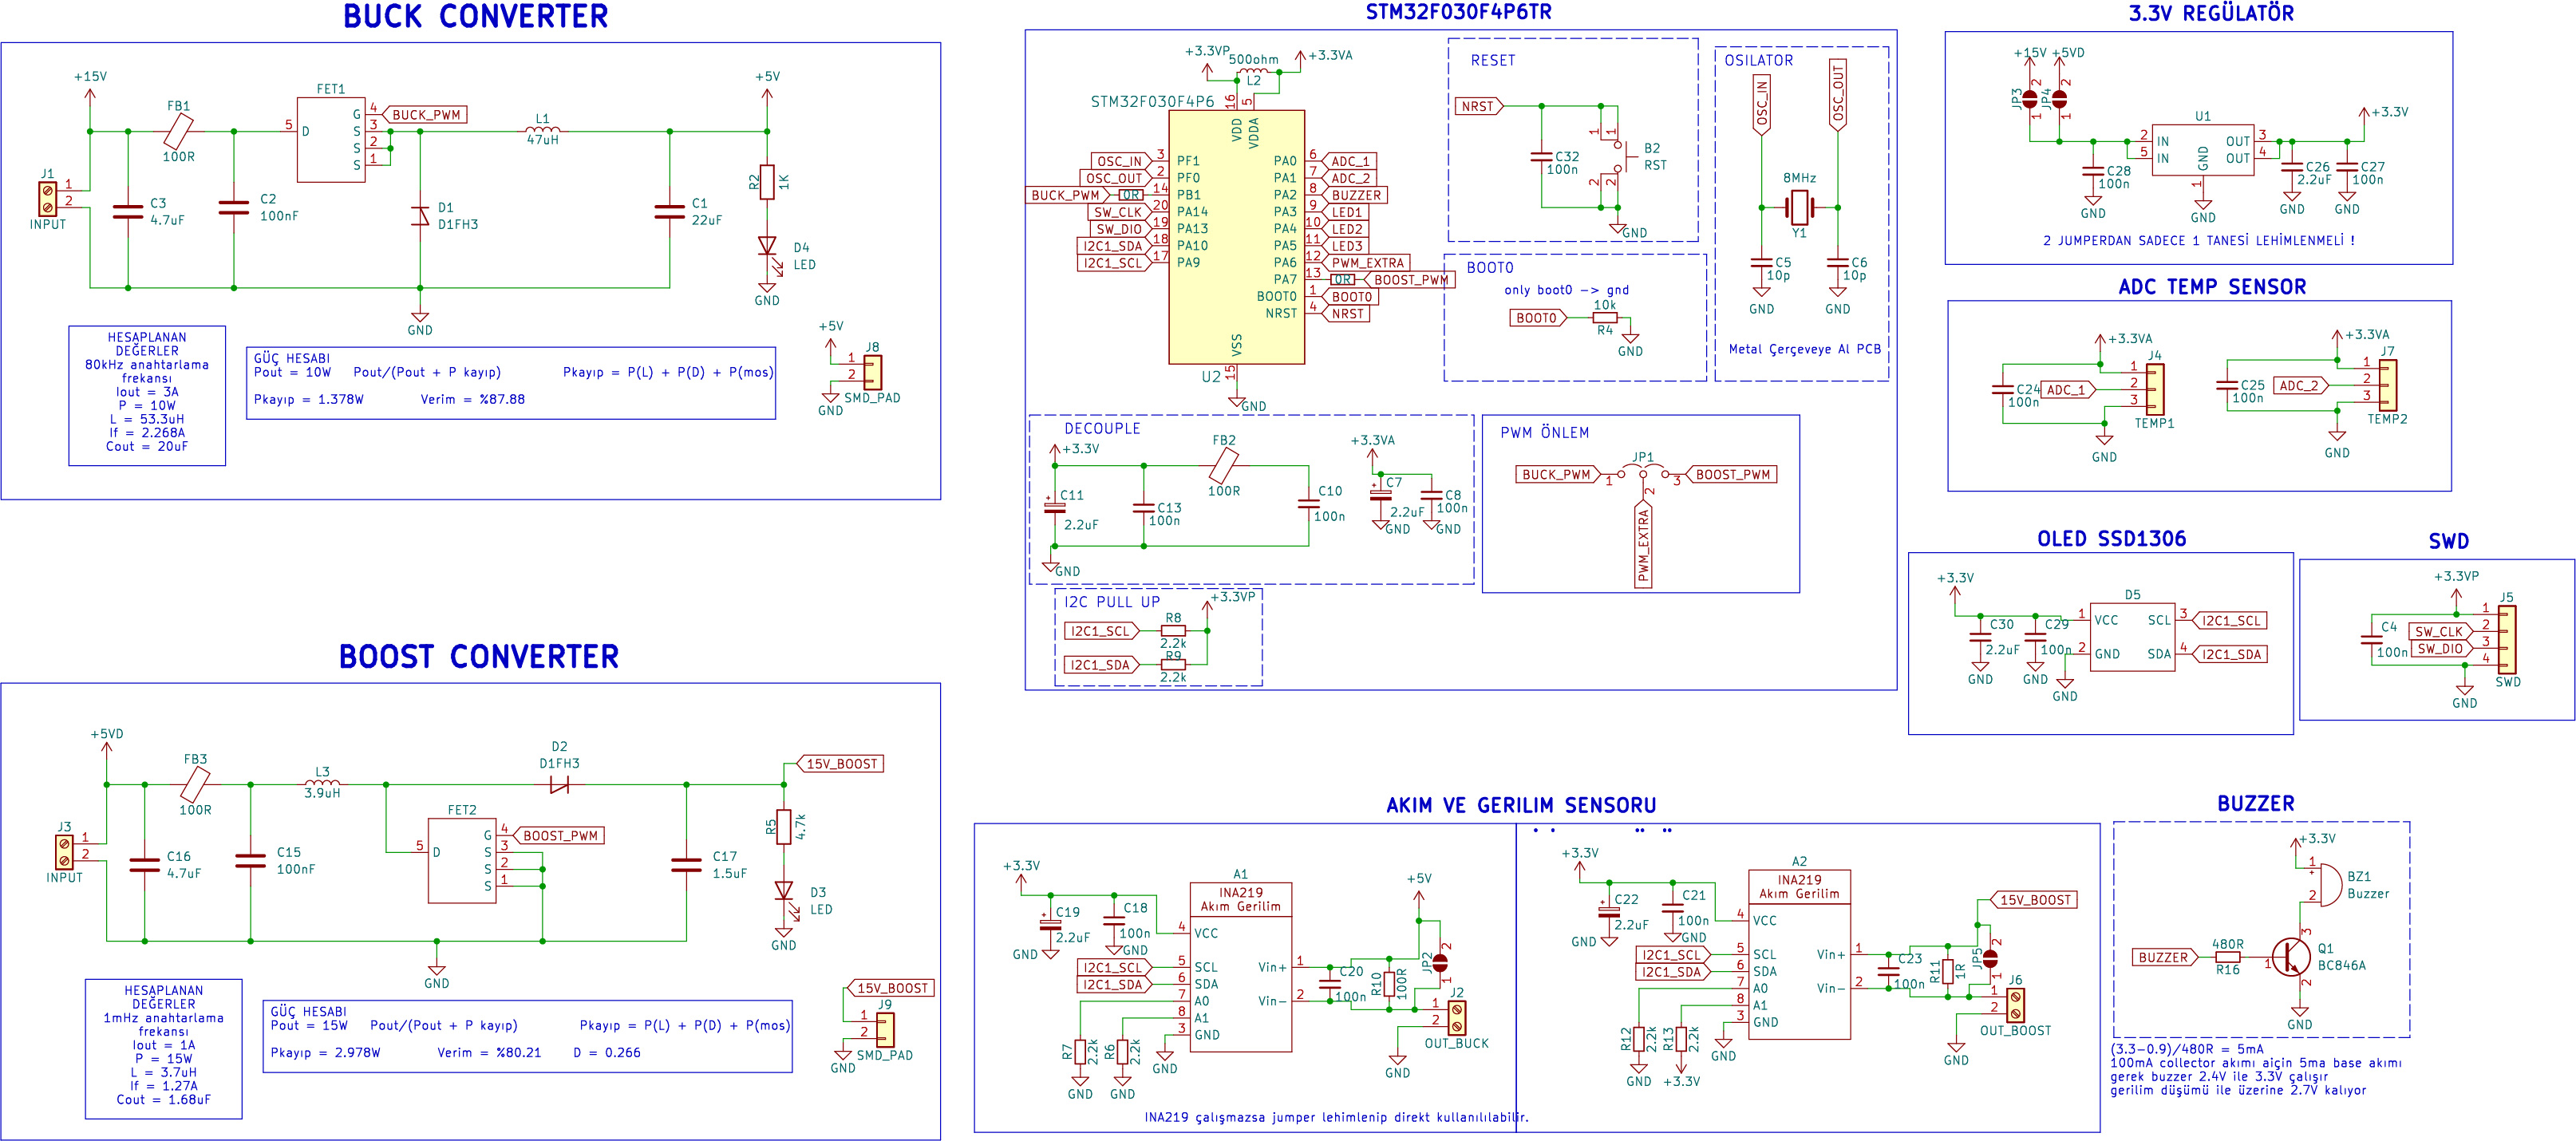 BUCK CONVERTER
+15V
+5V
FET1
FB1
100R
5
D
G
S
S
S
4
3
2
1
BUCK_PWM
L1
47uH
J1
1
2
INPUT
C3
4.7uF
C2
100nF
D1
D1FH3
C1
22uF
R2
1K
D4
LED
GND
GND
HESAPLANAN
DEĞERLER
80kHz anahtarlama
frekansı
Iout = 3A
P = 10W
L = 53.3uH
If = 2.268A
Cout = 20uF
GÜÇ HESABI
Pout = 10W Pout/(Pout + P kayıp) Pkayıp = P(L) + P(D) + P(mos)
Pkayıp = 1.378W Verim = %87.88
+5V
J8
1
2
GND
SMD_PAD
BOOST CONVERTER
+5VD
FB3
100R
L3
3.9uH
D2
D1FH3
15V_BOOST
FET2
5
D
G
S
S
S
4
3
2
1
BOOST_PWM
J3
1
2
INPUT
C16
4.7uF
C15
100nF
C17
1.5uF
R5
4.7k
D3
LED
GND
GND
HESAPLANAN
DEĞERLER
1mHz anahtarlama
frekansı
Iout = 1A
P = 15W
L = 3.7uH
If = 1.27A
Cout = 1.68uF
GÜÇ HESABI
Pout = 15W Pout/(Pout + P kayıp) Pkayıp = P(L) + P(D) + P(mos)
Pkayıp = 2.978W Verim = %80.21 D = 0.266
15V_BOOST
J9
1
2
GND
SMD_PAD
STM32F030F4P6TR
+3.3VP
500ohm
L2
+3.3VA
STM32F030F4P6
16
5
VDD
VDDA
OSC_IN 3 PF1
OSC_OUT 2 PF0
BUCK_PWM 0R 14 PB1
SW_CLK 20 PA14
SW_DIO 19 PA13
I2C1_SDA 18 PA10
I2C1_SCL 17 PA9
PA0 6 ADC_1
PA1 7 ADC_2
PA2 8 BUZZER
PA3 9 LED1
PA4 10 LED2
PA5 11 LED3
PA6 12 PWM_EXTRA
PA7 13 0R BOOST_PWM
BOOT0 1 BOOT0
NRST 4 NRST
VSS
15
U2
GND
RESET
NRST
C32
100n
1
1
2
2
B2
RST
GND
BOOT0
only boot0 -> gnd
BOOT0
10k
R4
GND
OSILATOR
OSC_IN
OSC_OUT
8MHz
Y1
C5
10p
C6
10p
GND
GND
Metal Çerçeveye Al PCB
DECOUPLE
+3.3V
FB2
100R
C11
2.2uF
C13
100n
C10
100n
GND
+3.3VA
C7
2.2uF
C8
100n
GND
GND
PWM ÖNLEM
JP1
BUCK_PWM
1
2
3
BOOST_PWM
PWM_EXTRA
I2C PULL UP
+3.3VP
I2C1_SCL
R8
2.2k
I2C1_SDA
R9
2.2k
3.3V REGÜLATÖR
+15V
+5VD
JP3
2
1
JP4
2
1
U1
2 IN
5 IN
OUT 3
OUT 4
GND
1
C28
100n
GND
GND
C26
2.2uF
GND
C27
100n
GND
+3.3V
2 JUMPERDAN SADECE 1 TANESİ LEHİMLENMELİ !
ADC TEMP SENSOR
+3.3VA
J4
C24
100n
ADC_1
1
2
3
TEMP1
GND
+3.3VA
J7
C25
100n
ADC_2
1
2
3
TEMP2
GND
OLED SSD1306
+3.3V
C30
2.2uF
GND
C29
100n
GND
D5
1 VCC
2 GND
SCL 3
SDA 4
I2C1_SCL
I2C1_SDA
GND
SWD
+3.3VP
J5
C4
100n
SW_CLK
SW_DIO
1
2
3
4
SWD
GND
AKIM VE GERILIM SENSORU
+3.3V
C19
2.2uF
GND
C18
100n
GND
A1
INA219
Akım Gerilim
4 VCC
I2C1_SCL 5 SCL
I2C1_SDA 6 SDA
7 A0
8 A1
3 GND
Vin+ 1
Vin- 2
R7
2.2k
GND
R6
2.2k
GND
GND
C20
100n
R10
100R
+5V
JP2
2
1
J2
1
2
OUT_BUCK
GND
+3.3V
C22
2.2uF
GND
C21
100n
GND
A2
INA219
Akım Gerilim
4 VCC
I2C1_SCL 5 SCL
I2C1_SDA 6 SDA
7 A0
8 A1
3 GND
Vin+ 1
Vin- 2
R12
2.2k
GND
R13
2.2k
+3.3V
GND
C23
100n
R11
1R
15V_BOOST
JP5
2
1
J6
1
2
OUT_BOOST
GND
INA219 çalışmazsa jumper lehimlenip direkt kullanılılabilir.
BUZZER
+3.3V
1
+
2
BZ1
Buzzer
BUZZER
480R
R16
1
3
2
Q1
BC846A
GND
(3.3-0.9)/480R = 5mA
100mA collector akımı aiçin 5ma base akımı
gerek buzzer 2.4V ile 3.3V çalışır
gerilim düşümü ile üzerine 2.7V kalıyor